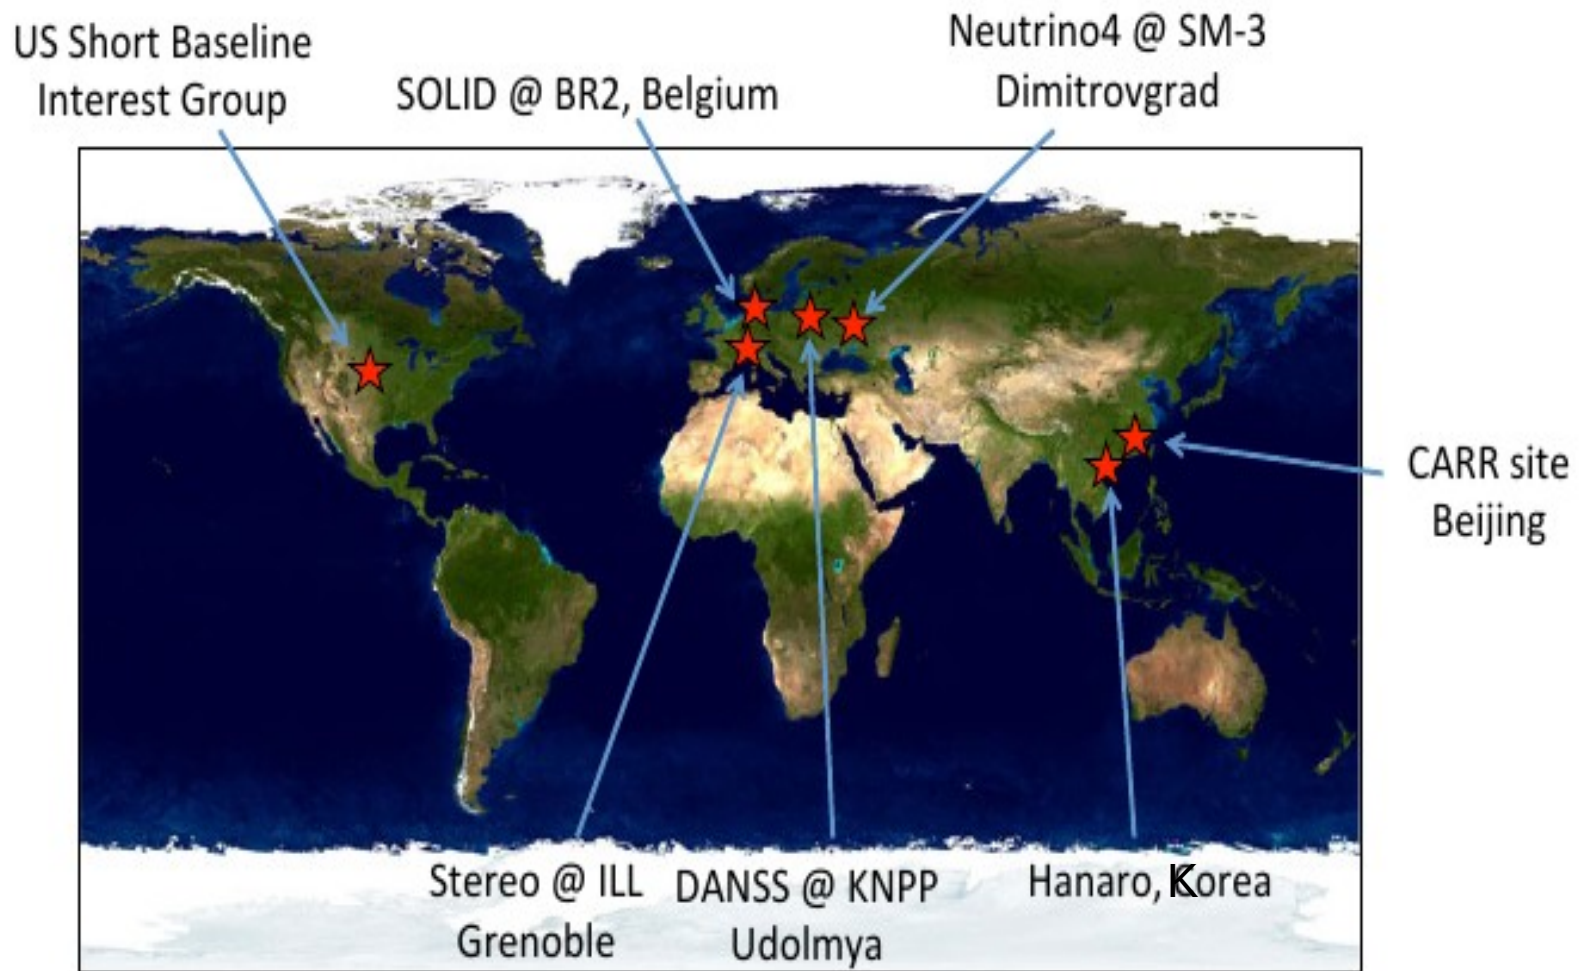 US Short Baseline
Interest Group
SOLID @ BR2, Belgium
Neutrino4 @ SM-3
Dimitrovgrad
CARR site
Beijing
Stereo @ ILL
Grenoble
DANSS @ KNPP
Udolmya
Hanaro, Korea